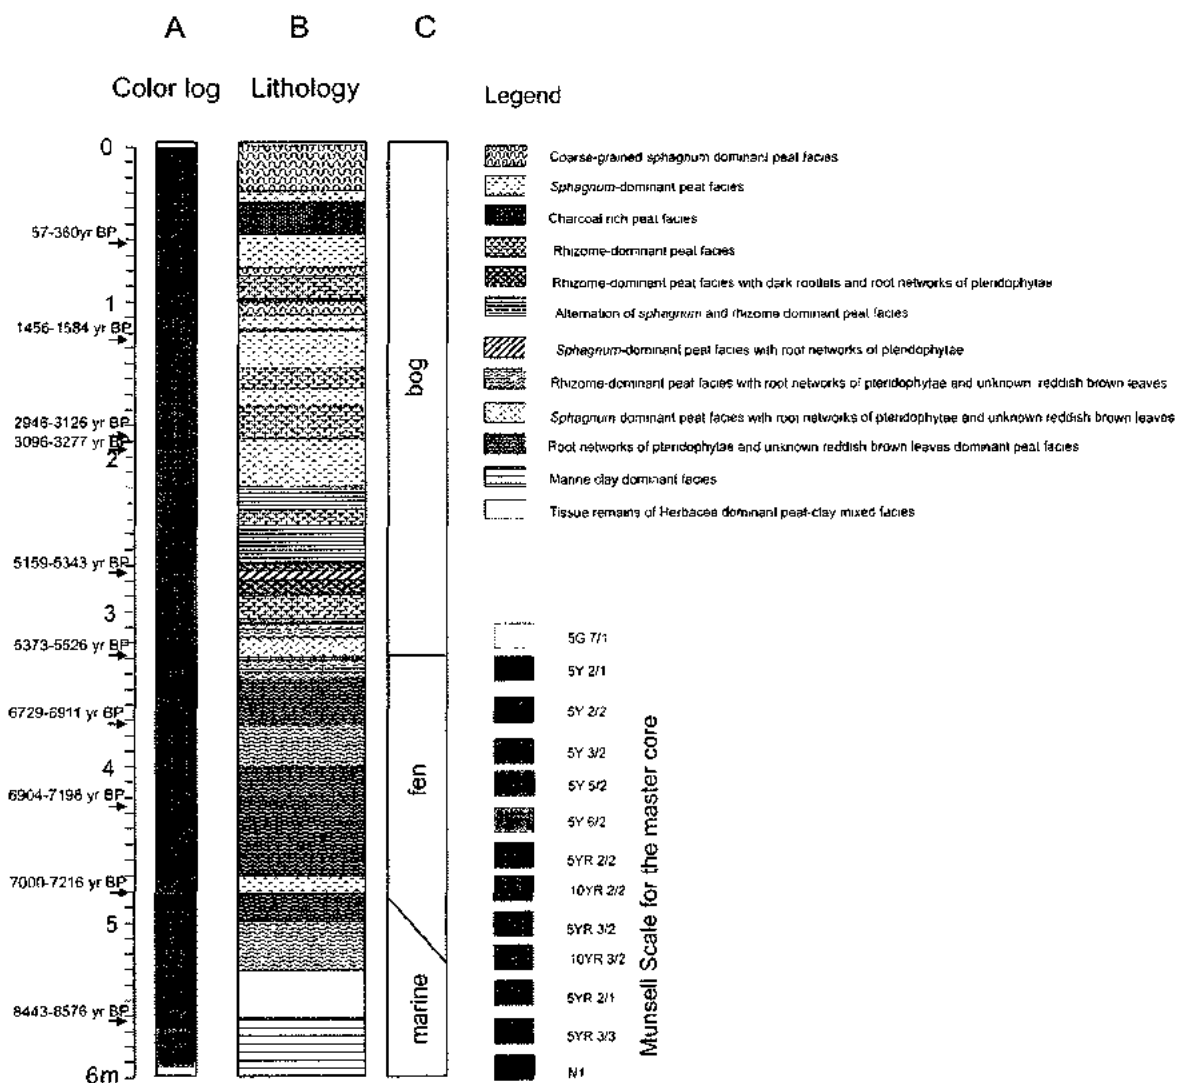 A B C
Color log Lithology
Legend
Coarse-grained sphagnum dominant peat facies
Sphagnum-dominant peat facies
Charcoal rich peat facies
Rhizome-dominant peat facies
Rhizome-dominant peat facies with dark rootlets and root networks of pteridophytae
Alternation of sphagnum and rhizome dominant peat facies
Sphagnum-dominant peat facies with root networks of pteridophytae
Rhizome-dominant peat facies with root networks of pteridophytae and unknown reddish brown leaves
Sphagnum dominant peat facies with root networks of pteridophytae and unknown reddish brown leaves
Root networks of pteridophytae and unknown reddish brown leaves dominant peat facies
Marine clay dominant facies
Tissue remains of Herbacea dominant peat-clay mixed facies
0
57-360yr BP
1
1456-1584 yr BP
2946-3126 yr BP
3096-3277 yr BP
2
5159-5343 yr BP
3
5373-5526 yr BP
6729-6911 yr BP
4
6904-7198 yr BP
7000-7216 yr BP
5
8443-8576 yr BP
6m
bog
fen
marine
5G 7/1
5Y 2/1
5Y 2/2
5Y 3/2
5Y 5/2
5Y 6/2
5YR 2/2
10YR 2/2
5YR 3/2
10YR 3/2
5YR 2/1
5YR 3/3
N1
Munsell Scale for the master core